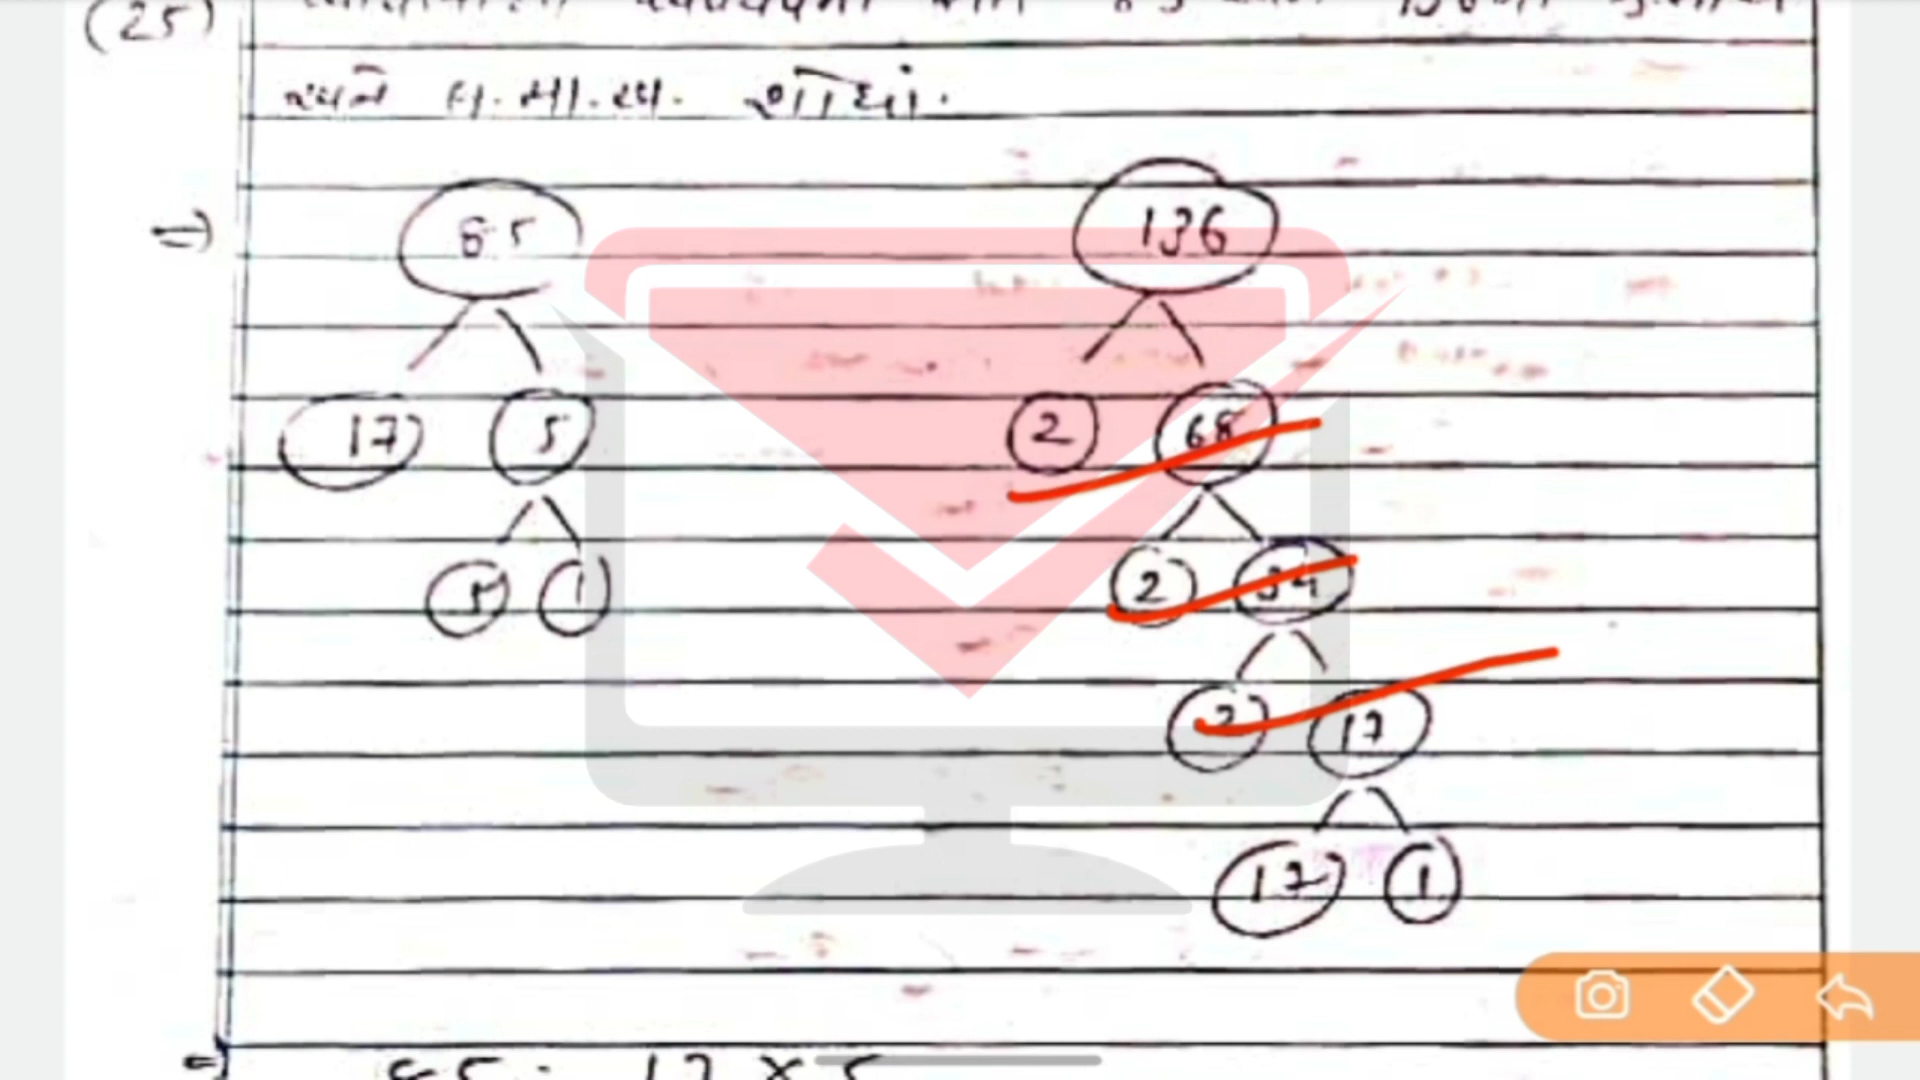 (25)
અને લ.સા.અ. શોધો.
=)
85 136
17 5 2 68
5 1 2 34
2 17
17 1
=) 85 = 17 x 5